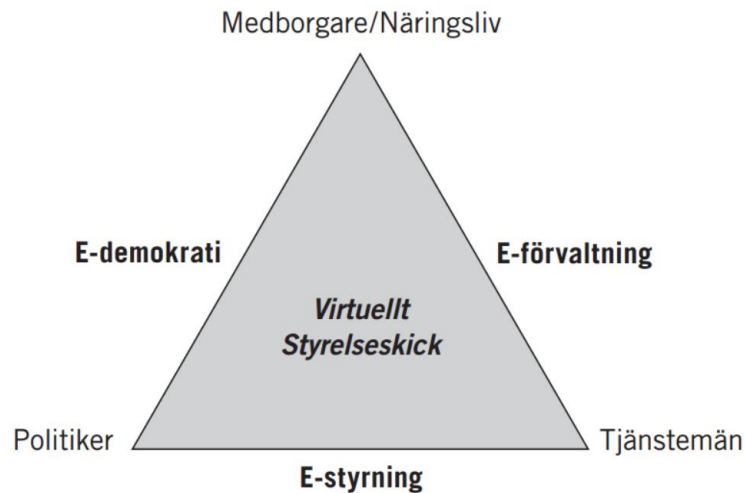 Medborgare/Näringsliv
E-demokrati
E-förvaltning
Virtuellt
Styrelseskick
Politiker
Tjänstemän
E-styrning